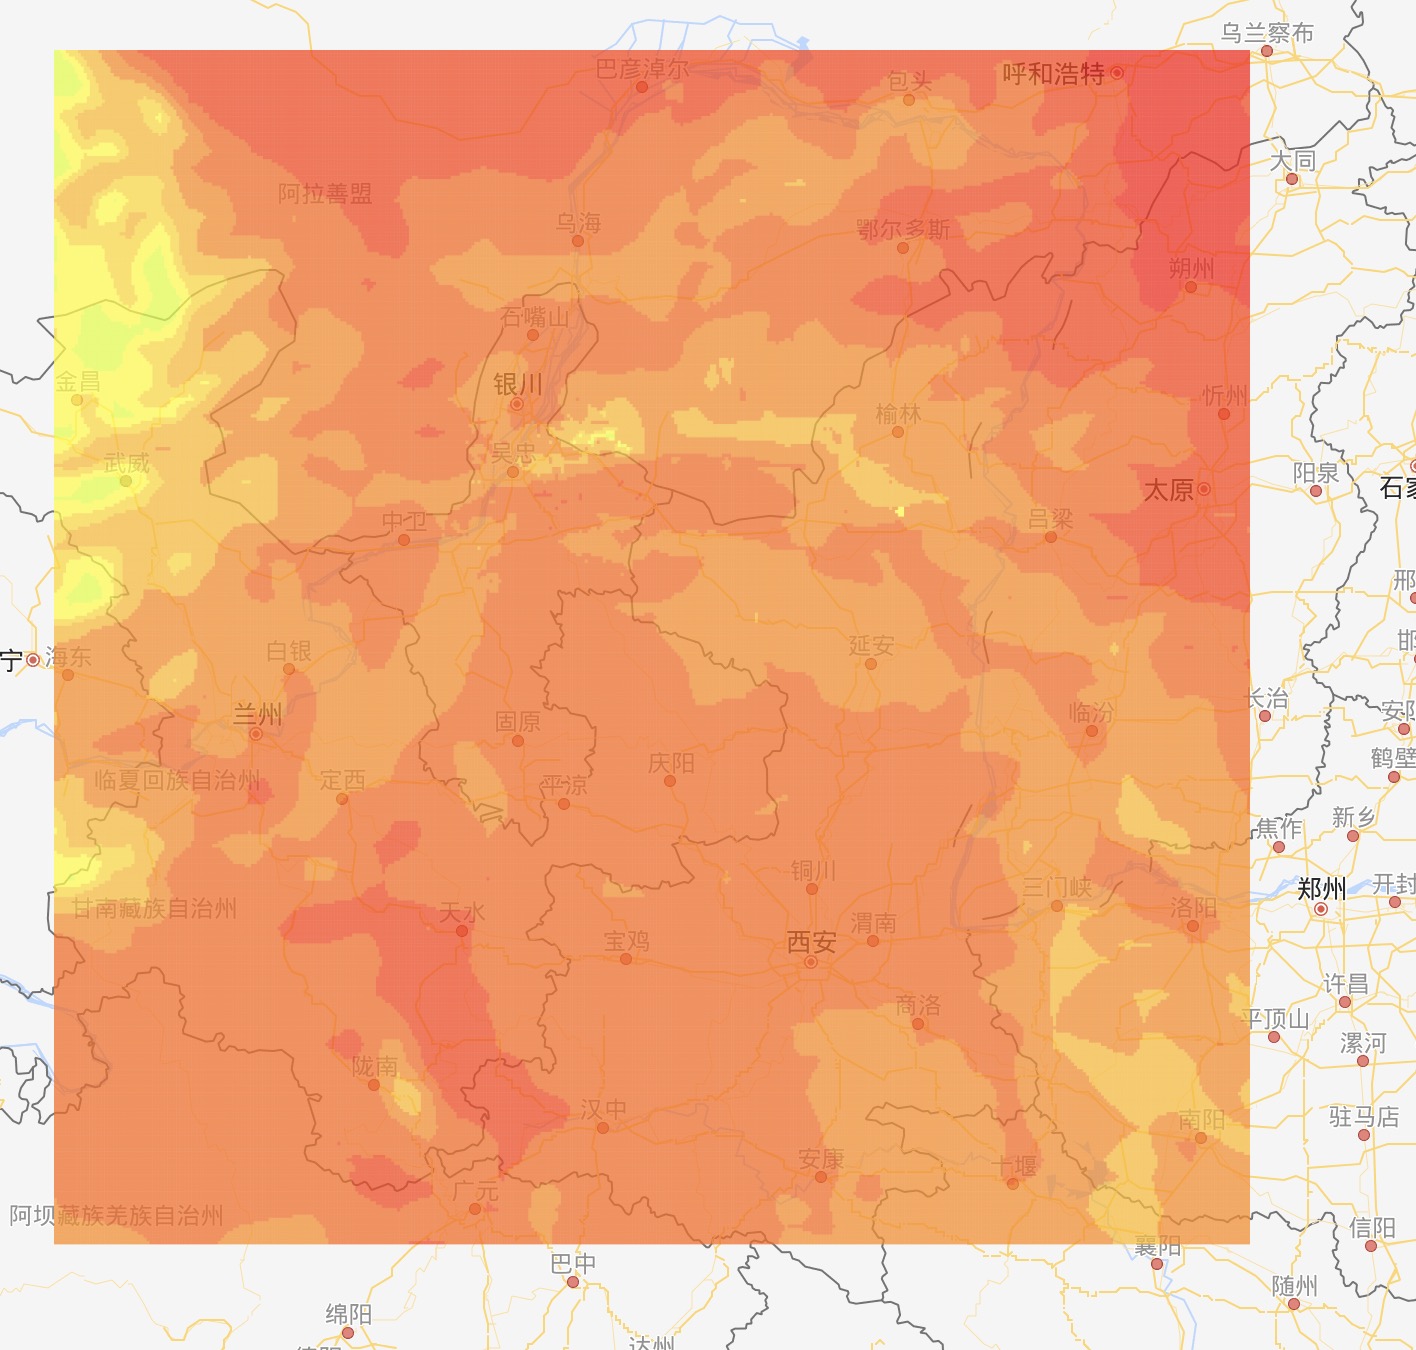 乌兰察布
巴彦淖尔
包头
呼和浩特
大同
阿拉善盟
乌海
鄂尔多斯
朔州
石嘴山
金昌
银川
忻州
榆林
吴忠
武威
阳泉
太原
石家
中卫
吕梁
邢
延安
邯
宁
海东
白银
长治
兰州
固原
临汾
安阳
鹤壁
庆阳
临夏回族自治州
定西
平凉
新乡
焦作
铜川
三门峡
郑州
开封
甘南藏族自治州
天水
洛阳
渭南
宝鸡
西安
许昌
商洛
平顶山
漯河
陇南
汉中
南阳
驻马店
安康
十堰
广元
阿坝藏族羌族自治州
信阳
襄阳
巴中
随州
绵阳
达州